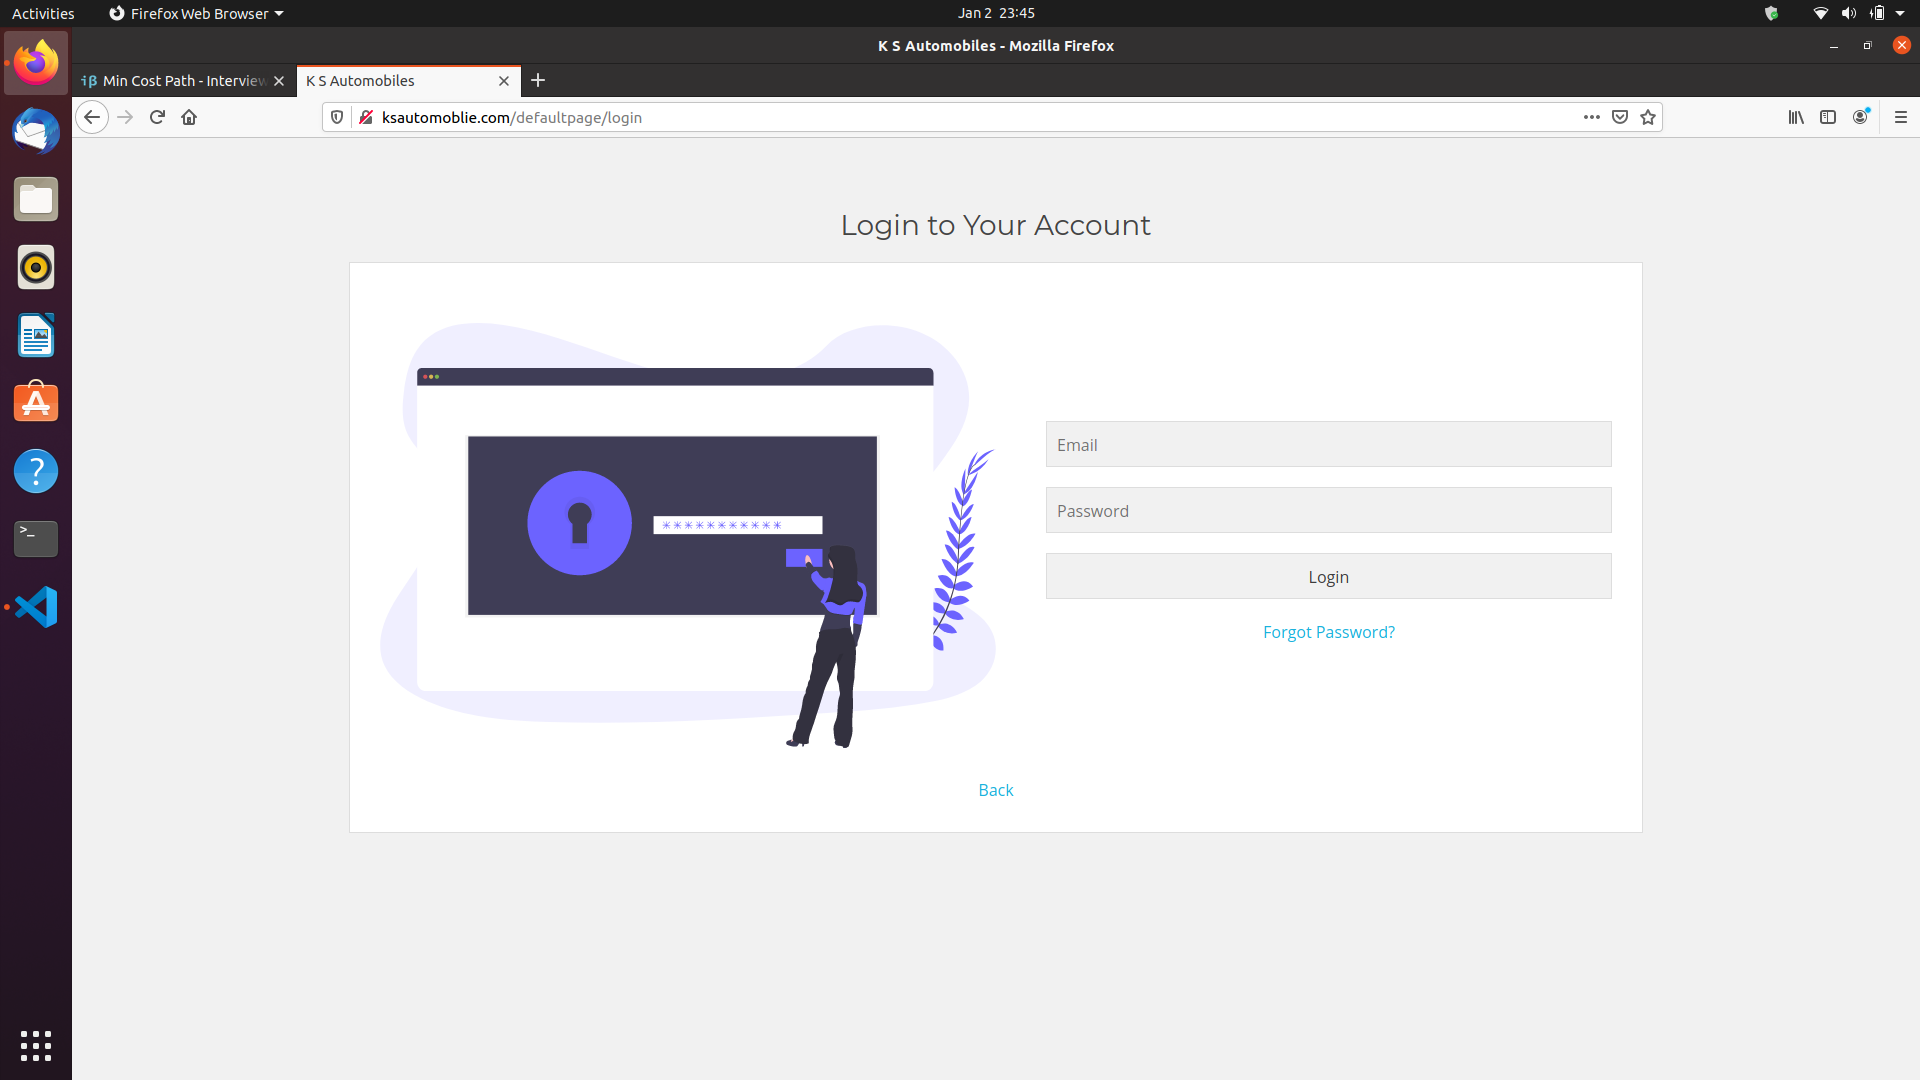 Activities
Firefox Web Browser
Jan 2 23:45
K S Automobiles - Mozilla Firefox
iβ Min Cost Path - Interview
K S Automobiles
ksautomoblie.com/defaultpage/login
Login to Your Account
***********
Email
Password
Login
Forgot Password?
Back